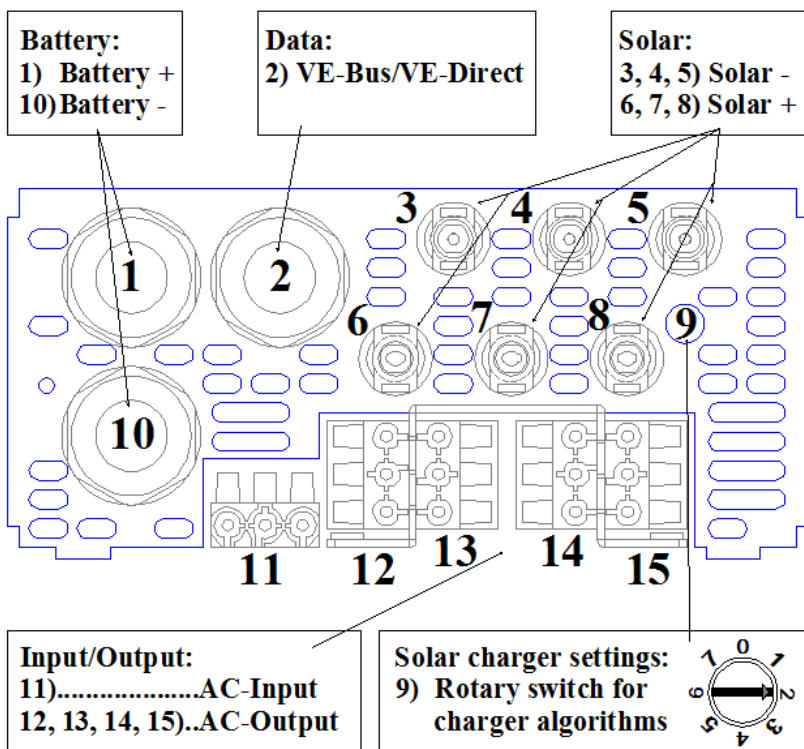 Battery:
1) Battery +
10)Battery -
Data:
2) VE-Bus/VE-Direct
Solar:
3, 4, 5) Solar -
6, 7, 8) Solar +
3
4
5
1
2
6
7
8
9
10
11
12
13
14
15
Input/Output:
11).....................AC-Input
12, 13, 14, 15)..AC-Output
Solar charger settings:
9) Rotary switch for
charger algorithms
0
1
2
3
4
5
6
7